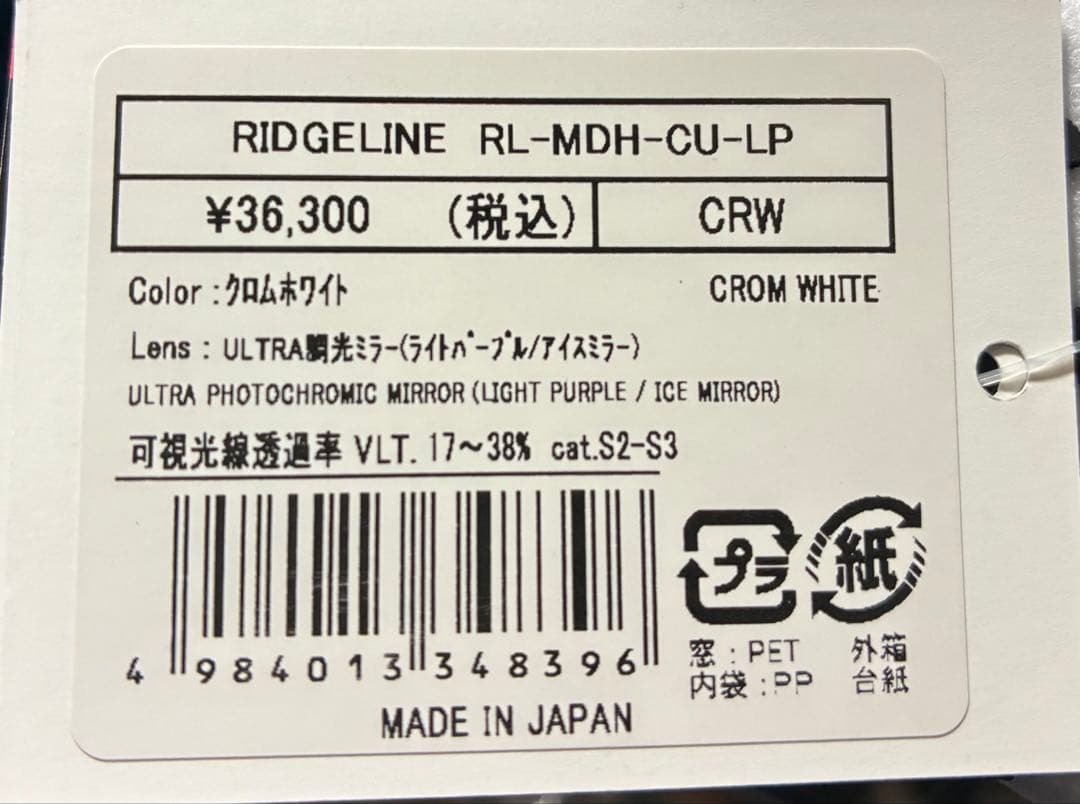 RIDGELINE RL-MDH-CU-LP
¥36,300 (税込) CRW
Color : ｸﾛﾑﾎﾜｲﾄ CROM WHITE
Lens : ULTRA調光ﾐﾗｰ(ﾗｲﾄﾊﾟｰﾌﾟﾙ/ｱｲｽﾐﾗｰ)
ULTRA PHOTOCHROMIC MIRROR (LIGHT PURPLE / ICE MIRROR)
可視光線透過率 VLT. 17～38% cat.S2-S3
プラ 紙
4 984013 348396
窓 : PET 外箱
内袋 : PP 台紙
MADE IN JAPAN